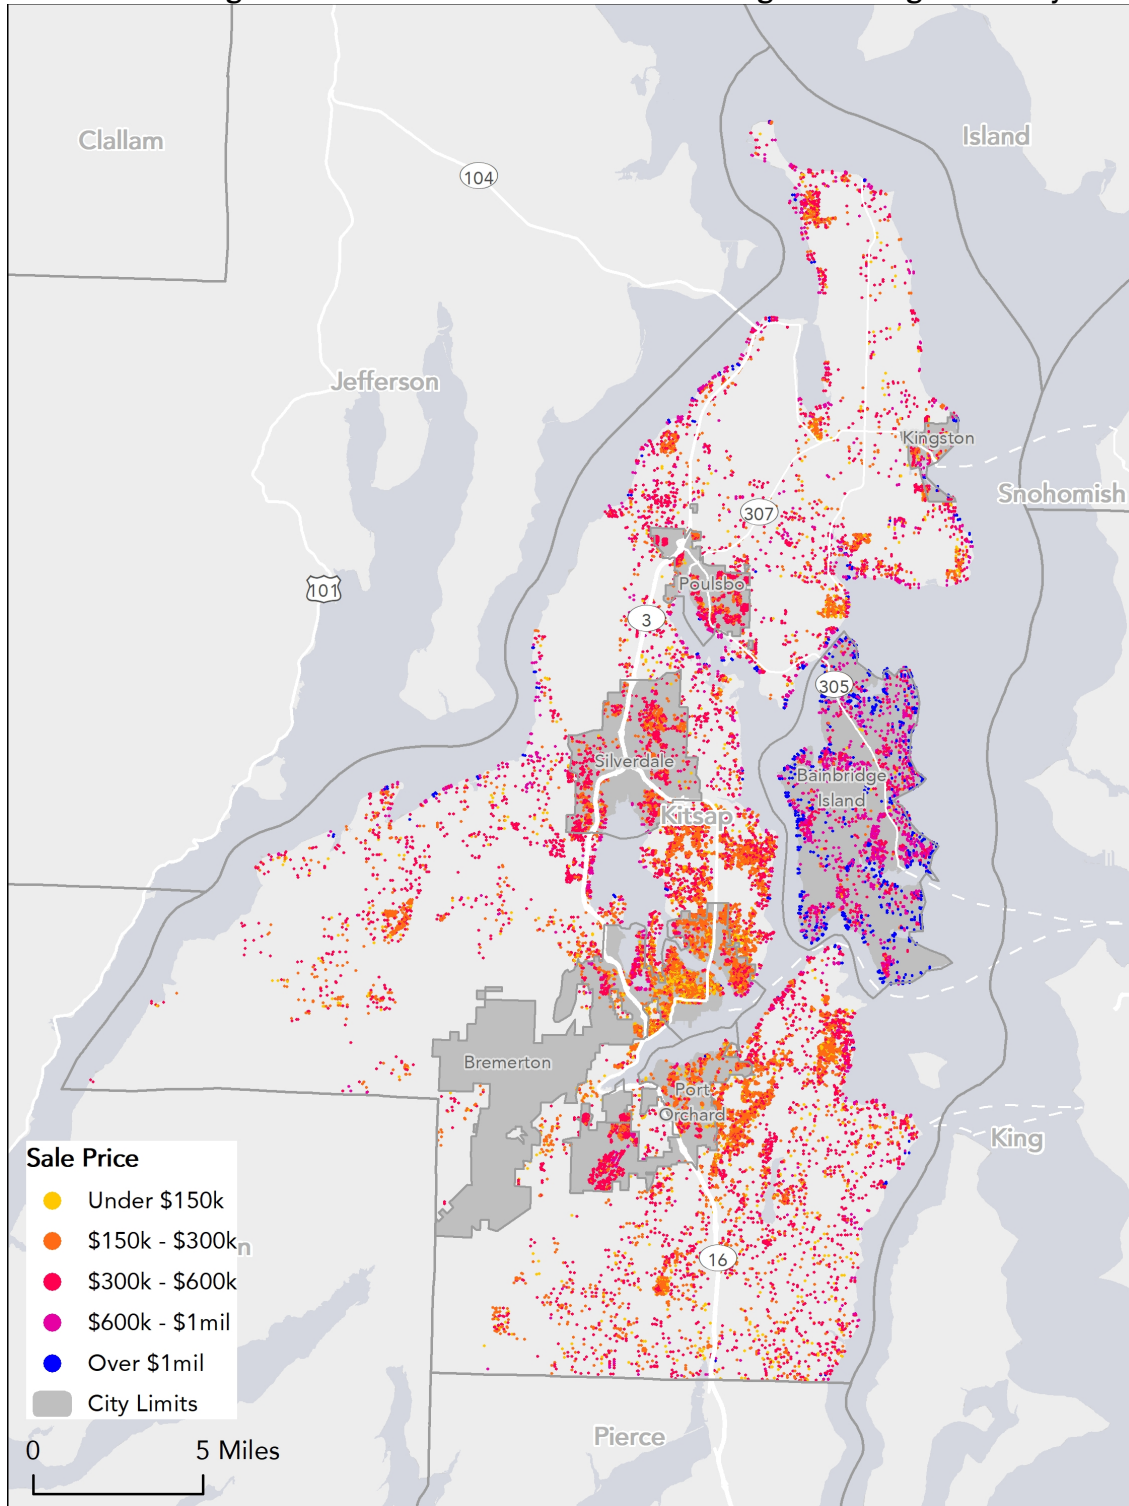 Clallam
Island
104
Jefferson
Kingston
Snohomish
307
101
Poulsbo
3
305
Silverdale
Bainbridge
Island
Kitsap
Bremerton
Port
Orchard
King
16
Pierce
n
Sale Price
Under $150k
$150k - $300k
$300k - $600k
$600k - $1mil
Over $1mil
City Limits
0 5 Miles